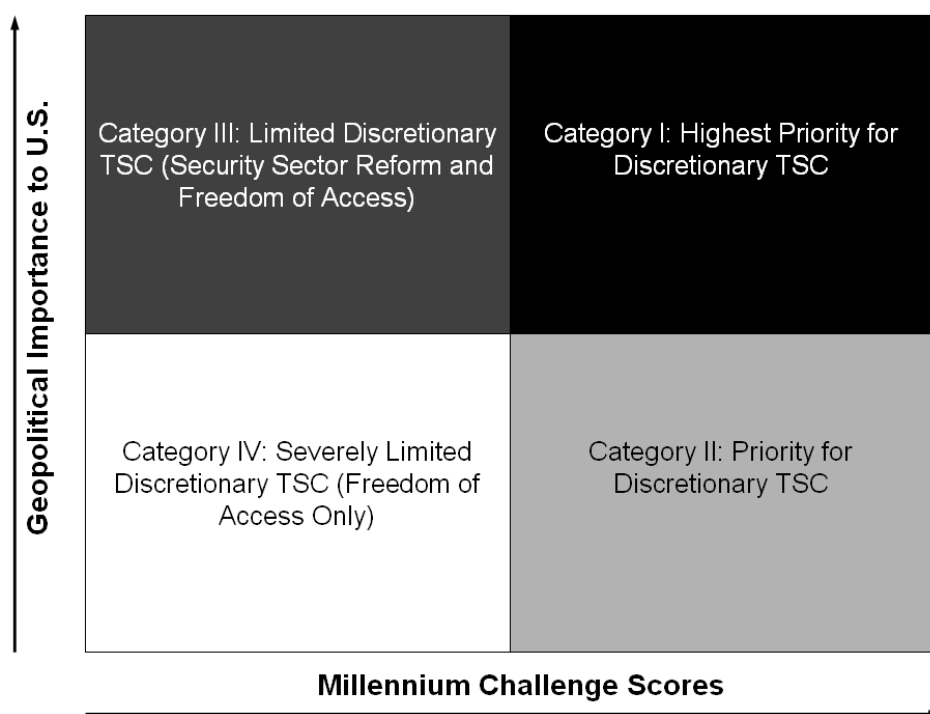 Geopolitical Importance to U.S.
Category III: Limited Discretionary
TSC (Security Sector Reform and
Freedom of Access)
Category I: Highest Priority for
Discretionary TSC
Category IV: Severely Limited
Discretionary TSC (Freedom of
Access Only)
Category II: Priority for
Discretionary TSC
Millennium Challenge Scores